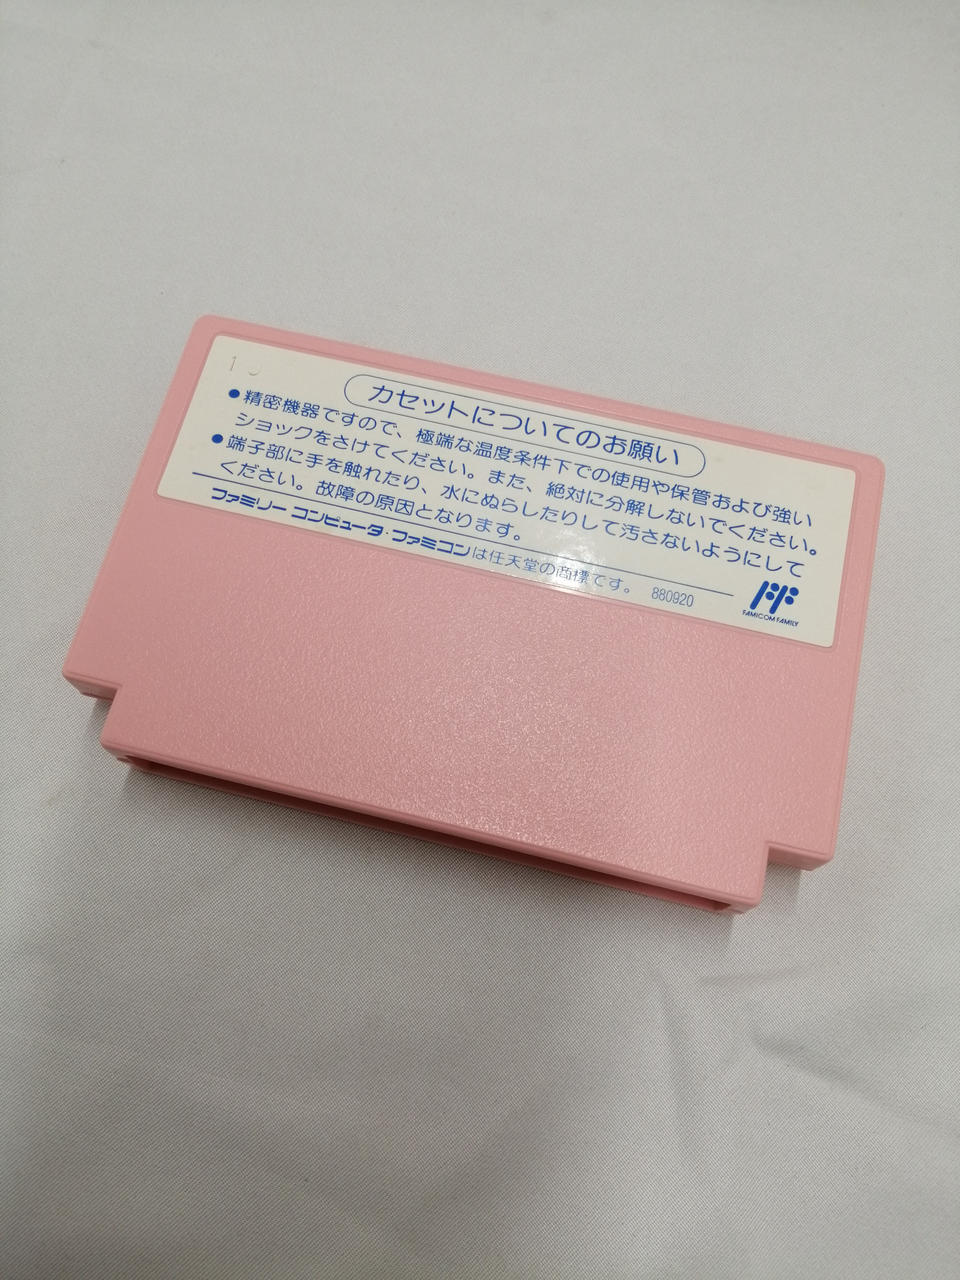 カセットについてのお願い
●精密機器ですので、極端な温度条件下での使用や保管および強い
ショックをさけてください。また、絶対に分解しないでください。
●端子部に手を触れたり、水にぬらしたりして汚さないようにして
ください。故障の原因となります。
ファミリー コンピュータ・ファミコンは任天堂の商標です。 880920
FAMICOM FAMILY